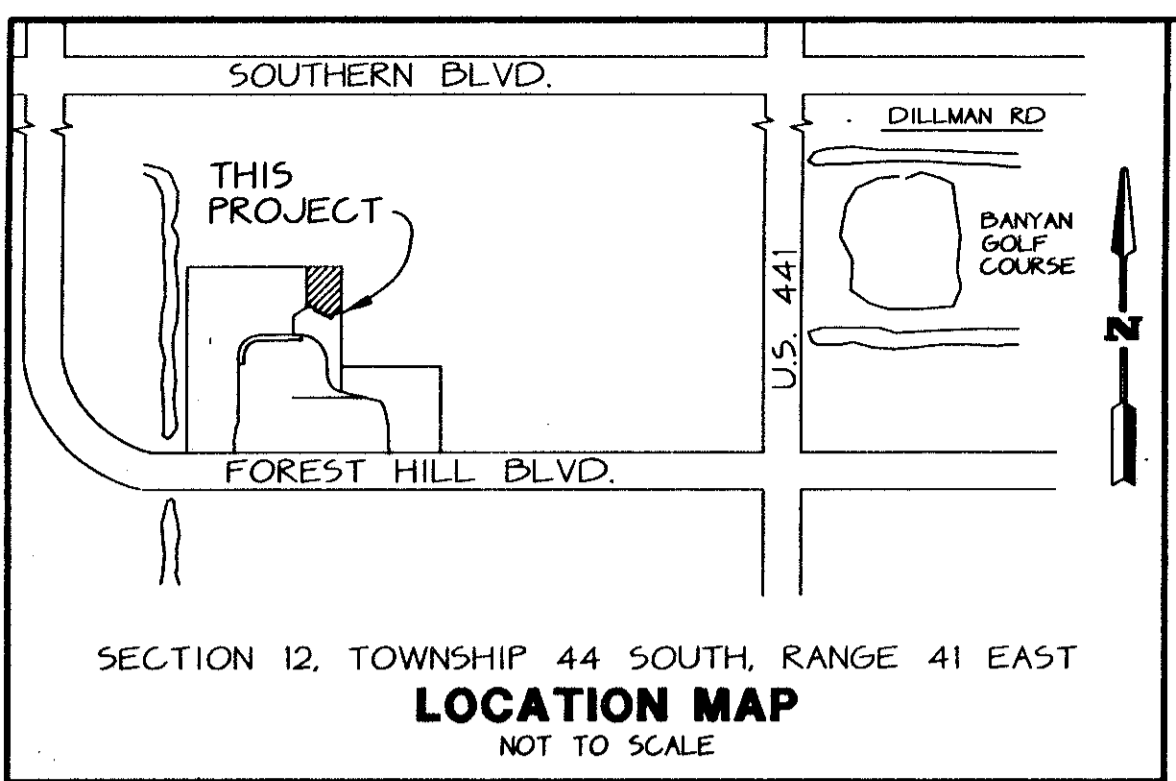 SOUTHERN BLVD.
DILLMAN RD
THIS
PROJECT
BANYAN
GOLF
COURSE
U.S. 441
N
FOREST HILL BLVD.
SECTION 12, TOWNSHIP 44 SOUTH, RANGE 41 EAST
LOCATION MAP
NOT TO SCALE